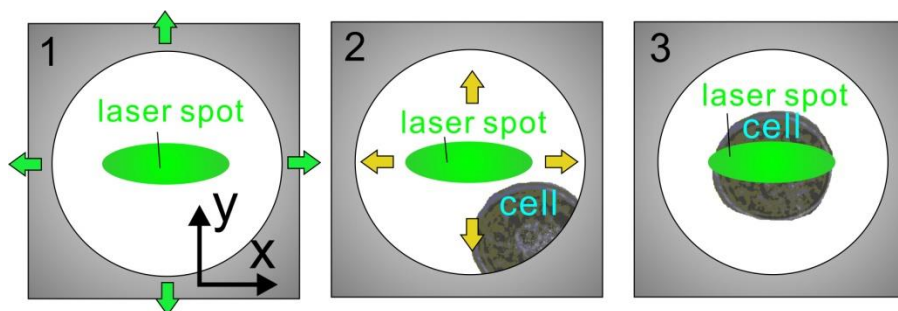 1
laser spot
y
x
2
laser spot
cell
3
laser spot
cell